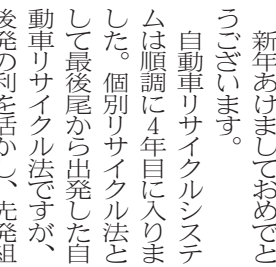 新年あけましておめでと
うございます。
自動車リサイクルシステ
ムは順調に4年目に入りま
した。個別リサイクル法と
して最後尾から出発した自
動車リサイクル法ですが、
後発の利を活かし、先発組